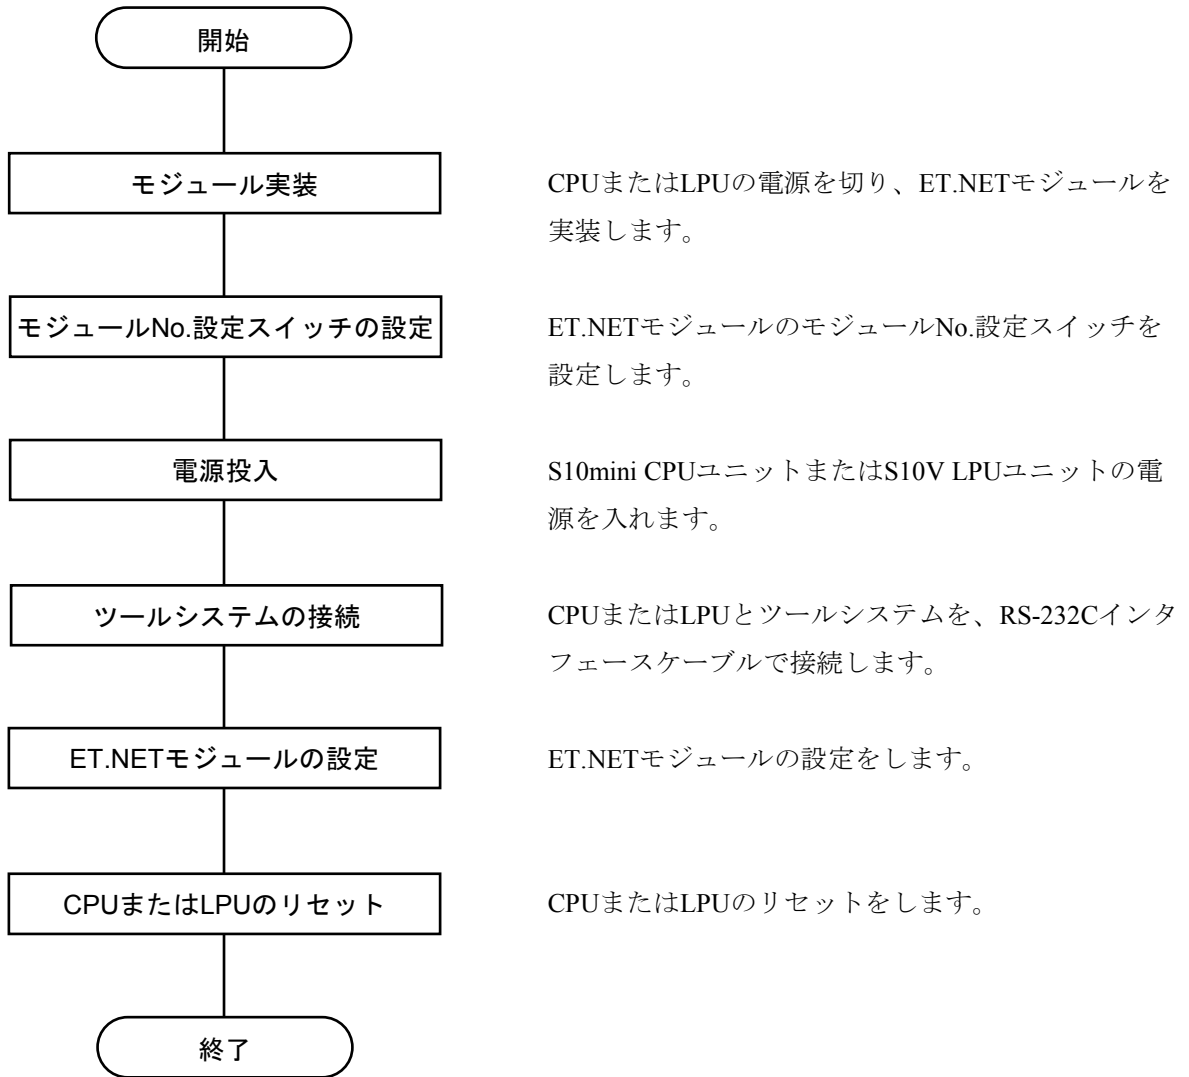 開始
モジュール実装
CPUまたはLPUの電源を切り、ET.NETモジュールを
実装します。
モジュールNo.設定スイッチの設定
ET.NETモジュールのモジュールNo.設定スイッチを
設定します。
電源投入
S10mini CPUユニットまたはS10V LPUユニットの電
源を入れます。
ツールシステムの接続
CPUまたはLPUとツールシステムを、RS-232Cインタ
フェースケーブルで接続します。
ET.NETモジュールの設定
ET.NETモジュールの設定をします。
CPUまたはLPUのリセット
CPUまたはLPUのリセットをします。
終了